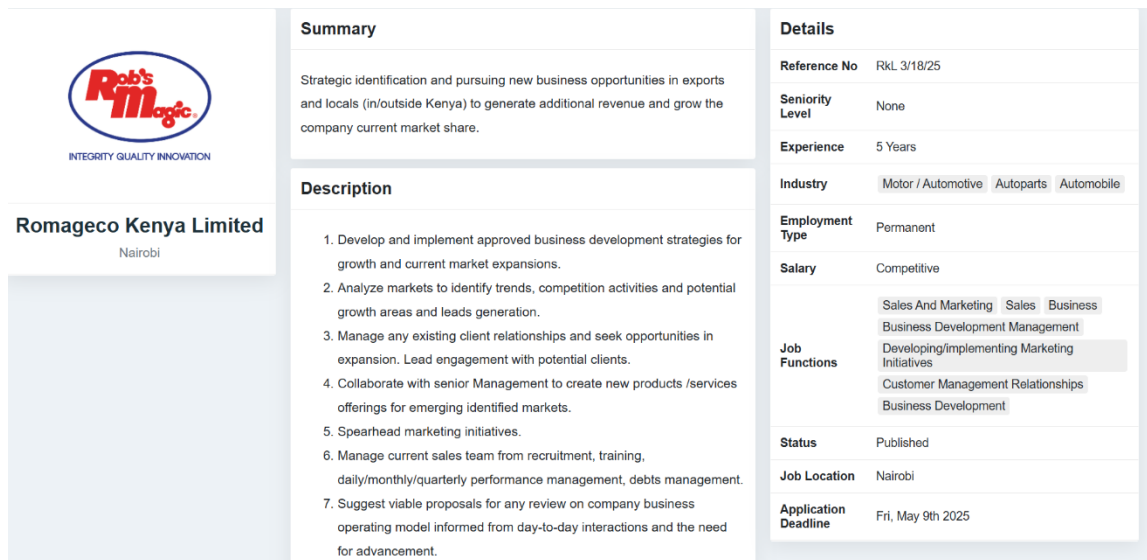 Rob's
Magic.
INTEGRITY QUALITY INNOVATION
Romageco Kenya Limited
Nairobi
Summary
Strategic identification and pursuing new business opportunities in exports
and locals (in/outside Kenya) to generate additional revenue and grow the
company current market share.
Description
1. Develop and implement approved business development strategies for
growth and current market expansions.
2. Analyze markets to identify trends, competition activities and potential
growth areas and leads generation.
3. Manage any existing client relationships and seek opportunities in
expansion. Lead engagement with potential clients.
4. Collaborate with senior Management to create new products /services
offerings for emerging identified markets.
5. Spearhead marketing initiatives.
6. Manage current sales team from recruitment, training,
daily/monthly/quarterly performance management, debts management.
7. Suggest viable proposals for any review on company business
operating model informed from day-to-day interactions and the need
for advancement.
Details
Reference No RkL 3/18/25
Seniority
Level
None
Experience 5 Years
Industry Motor / Automotive Autoparts Automobile
Employment
Type
Permanent
Salary Competitive
Job
Functions
Sales And Marketing Sales Business
Business Development Management
Developing/implementing Marketing
Initiatives
Customer Management Relationships
Business Development
Status Published
Job Location Nairobi
Application
Deadline
Fri, May 9th 2025